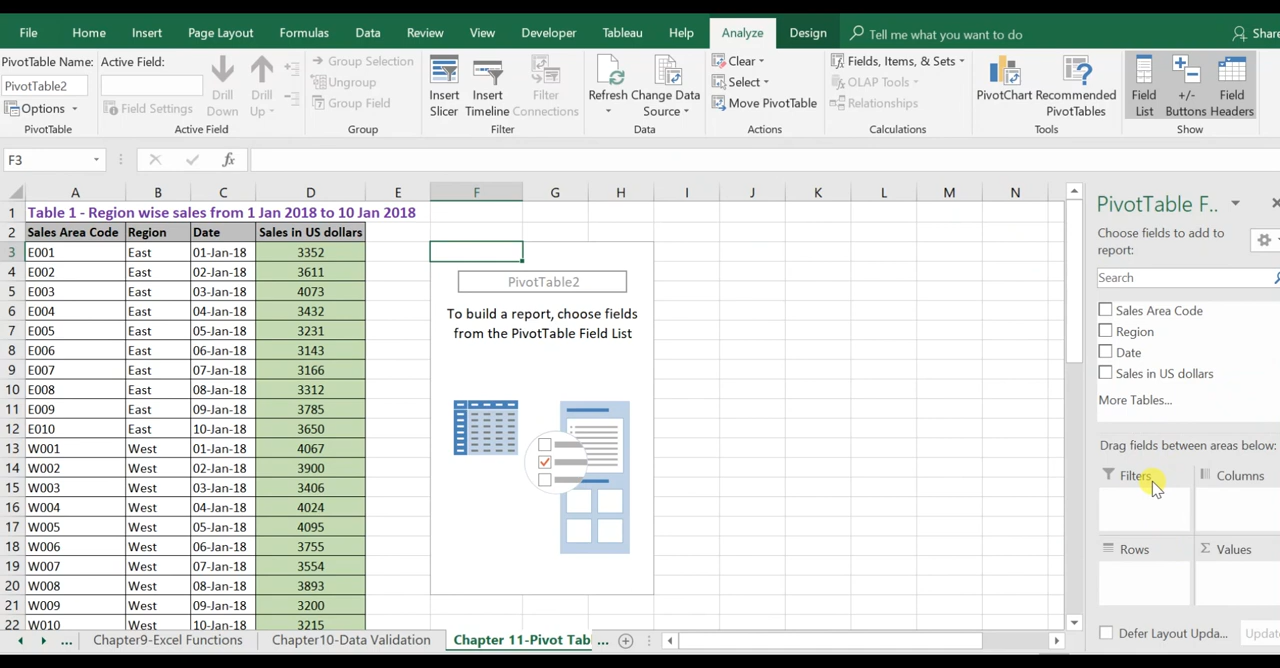 File Home Insert Page Layout Formulas Data Review View Developer Tableau Help Analyze Design Tell me what you want to do Share
PivotTable Name:
PivotTable2
Options
PivotTable
Active Field:
Field Settings
Drill Down
Drill Up
Active Field
Group Selection
Ungroup
Group Field
Group
Insert Slicer
Insert Timeline
Filter Connections
Filter
Refresh
Change Data Source
Data
Clear
Select
Move PivotTable
Actions
Fields, Items, & Sets
OLAP Tools
Relationships
Calculations
PivotChart
Recommended PivotTables
Tools
Field List
+/- Buttons
Field Headers
Show
F3 fx
A B C D E F G H I J K L M N
1 Table 1 - Region wise sales from 1 Jan 2018 to 10 Jan 2018
2 Sales Area Code Region Date Sales in US dollars
3 E001 East 01-Jan-18 3352
4 E002 East 02-Jan-18 3611
5 E003 East 03-Jan-18 4073
6 E004 East 04-Jan-18 3432
7 E005 East 05-Jan-18 3231
8 E006 East 06-Jan-18 3143
9 E007 East 07-Jan-18 3166
10 E008 East 08-Jan-18 3312
11 E009 East 09-Jan-18 3785
12 E010 East 10-Jan-18 3650
13 W001 West 01-Jan-18 4067
14 W002 West 02-Jan-18 3900
15 W003 West 03-Jan-18 3406
16 W004 West 04-Jan-18 4024
17 W005 West 05-Jan-18 4095
18 W006 West 06-Jan-18 3755
19 W007 West 07-Jan-18 3554
20 W008 West 08-Jan-18 3893
21 W009 West 09-Jan-18 3200
22 W010 West 10-Jan-18 3215
PivotTable2
To build a report, choose fields
from the PivotTable Field List
PivotTable F..
Choose fields to add to
report:
Search
Sales Area Code
Region
Date
Sales in US dollars
More Tables...
Drag fields between areas below:
Filters Columns
Rows Σ Values
Defer Layout Upda... Updat
... Chapter9-Excel Functions Chapter10-Data Validation Chapter 11-Pivot Tab ...